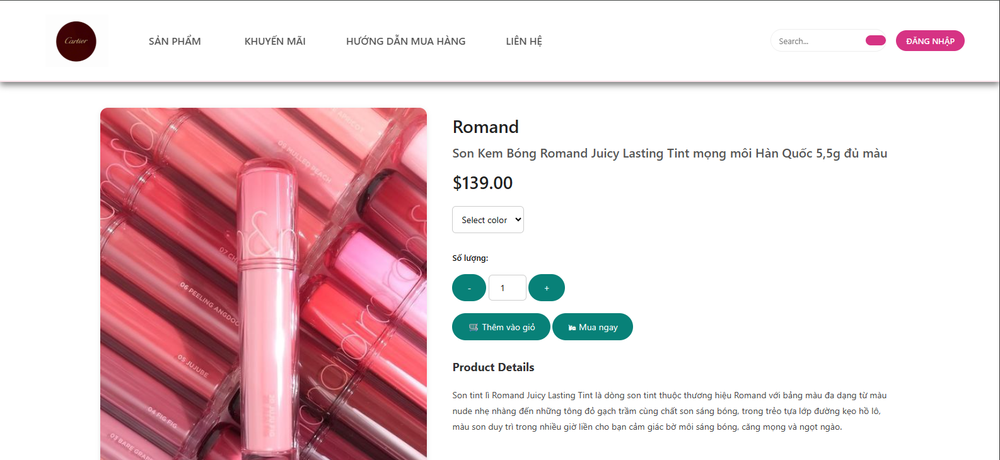 Cartier
SẢN PHẨM
KHUYẾN MÃI
HƯỚNG DẪN MUA HÀNG
LIÊN HỆ
Search...
ĐĂNG NHẬP
APRICOT
09 MULLED PEACH
06 PEELING ANGDOO
05 JUJUBE
04 FIG FIG
03 BARE GRAPE
Romand
Son Kem Bóng Romand Juicy Lasting Tint mọng môi Hàn Quốc 5,5g đủ màu
$139.00
Select color
Số lượng:
- 1 +
Thêm vào giỏ Mua ngay
Product Details
Son tint lì Romand Juicy Lasting Tint là dòng son tint thuộc thương hiệu Romand với bảng màu đa dạng từ màu
nude nhẹ nhàng đến những tông đỏ gạch trầm cùng chất son sáng bóng, trong trẻo tựa lớp đường kẹo hồ lô,
màu son duy trì trong nhiều giờ liền cho bạn cảm giác bờ môi sáng bóng, căng mọng và ngọt ngào.